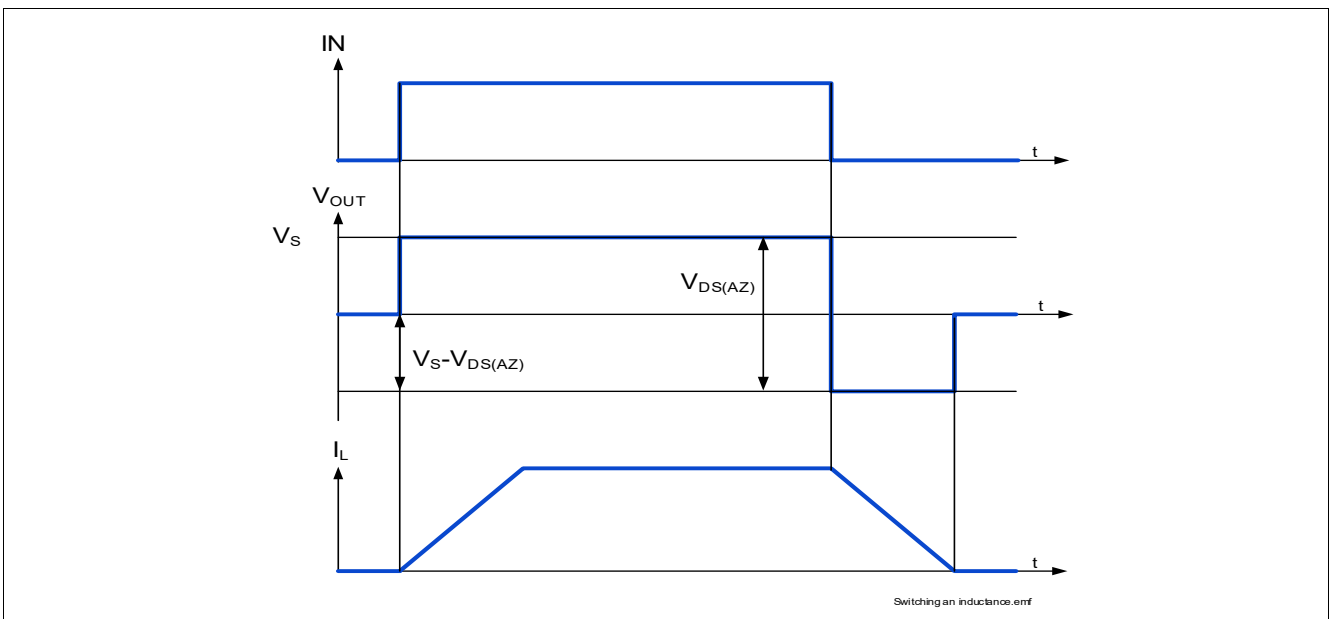 IN
t
VOUT
VS
VDS(AZ)
t
VS-VDS(AZ)
IL
t
Switching an inductance.emf